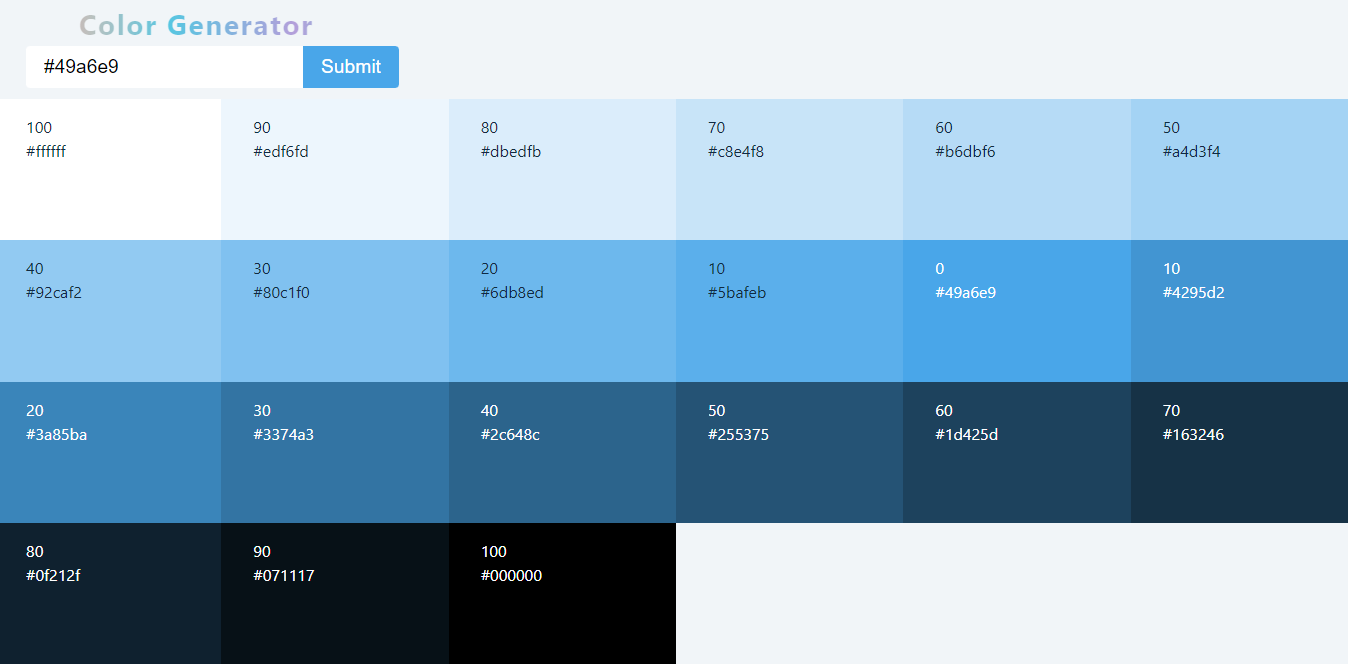 Color Generator
#49a6e9
Submit
100
#ffffff
90
#edf6fd
80
#dbedfb
70
#c8e4f8
60
#b6dbf6
50
#a4d3f4
40
#92caf2
30
#80c1f0
20
#6db8ed
10
#5bafeb
0
#49a6e9
10
#4295d2
20
#3a85ba
30
#3374a3
40
#2c648c
50
#255375
60
#1d425d
70
#163246
80
#0f212f
90
#071117
100
#000000